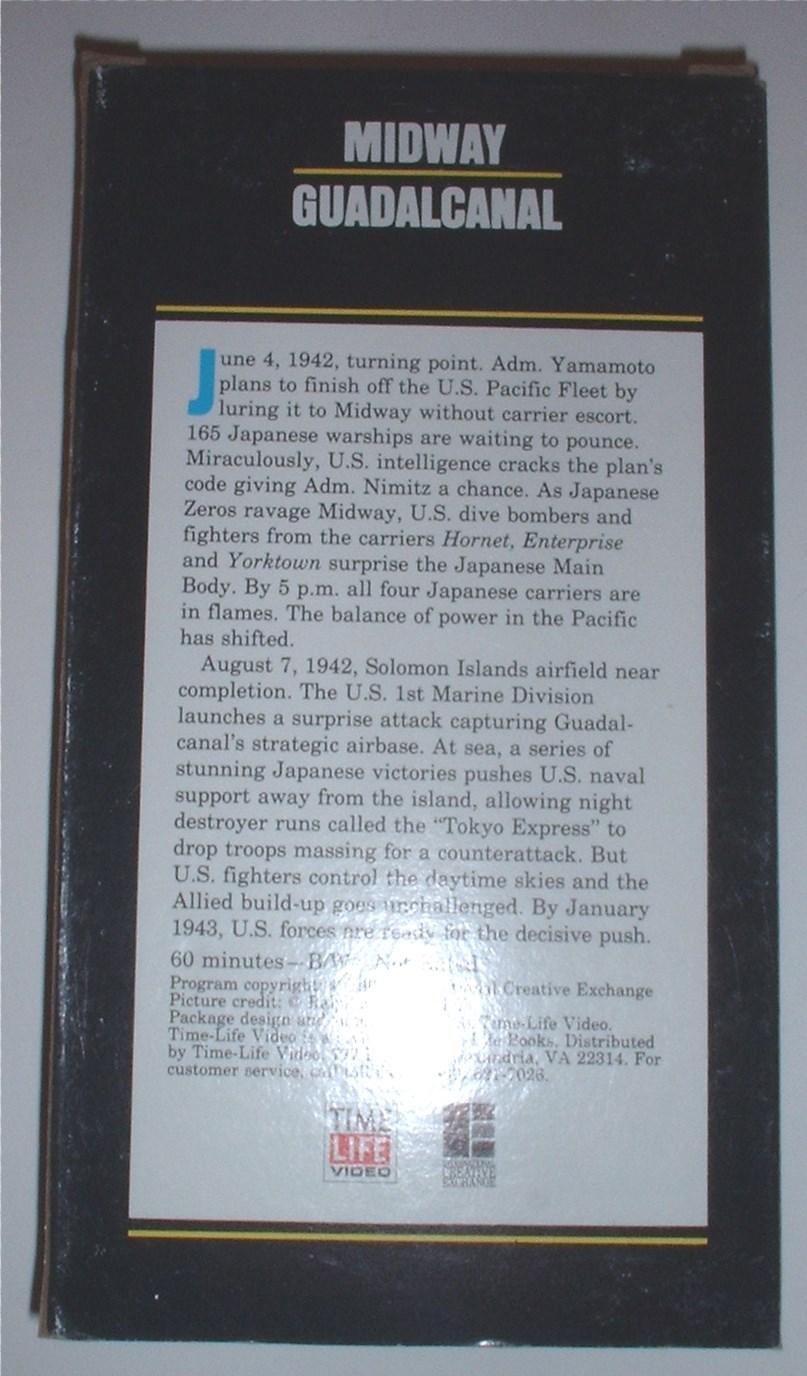 MIDWAY
GUADALCANAL
June 4, 1942, turning point. Adm. Yamamoto
plans to finish off the U.S. Pacific Fleet by
luring it to Midway without carrier escort.
165 Japanese warships are waiting to pounce.
Miraculously, U.S. intelligence cracks the plan's
code giving Adm. Nimitz a chance. As Japanese
Zeros ravage Midway, U.S. dive bombers and
fighters from the carriers Hornet, Enterprise
and Yorktown surprise the Japanese Main
Body. By 5 p.m. all four Japanese carriers are
in flames. The balance of power in the Pacific
has shifted.
August 7, 1942, Solomon Islands airfield near
completion. The U.S. 1st Marine Division
launches a surprise attack capturing Guadal-
canal's strategic airbase. At sea, a series of
stunning Japanese victories pushes U.S. naval
support away from the island, allowing night
destroyer runs called the "Tokyo Express" to
drop troops massing for a counterattack. But
U.S. fighters control the daytime skies and the
Allied build-up goes unchallenged. By January
1943, U.S. forces are ready for the decisive push.
60 minutes—B/W Not Rated
Program copyright Creative Exchange
Picture credit: ©
Package design and Time-Life Video.
Time-Life Video Books. Distributed
by Time-Life Video, Alexandria, VA 22314. For
customer service, call
TIME
LIFE
VIDEO
CREATIVE
EXCHANGE